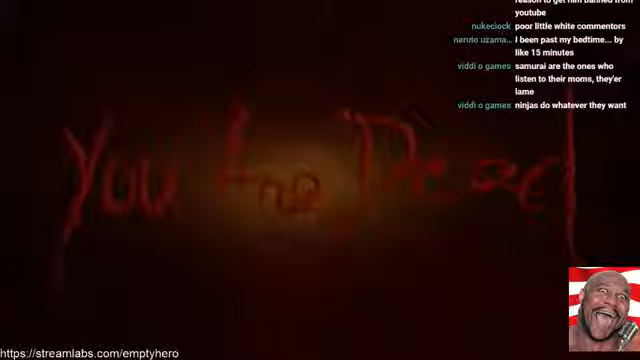 reason to get him banned from
youtube
nukeclock poor little white commentors
naruto uzama... I been past my bedtime... by
like 15 minutes
viddi o games samurai are the ones who
listen to their moms, they'er
lame
viddi o games ninjas do whatever they want
You Are Dead
https://streamlabs.com/emptyhero